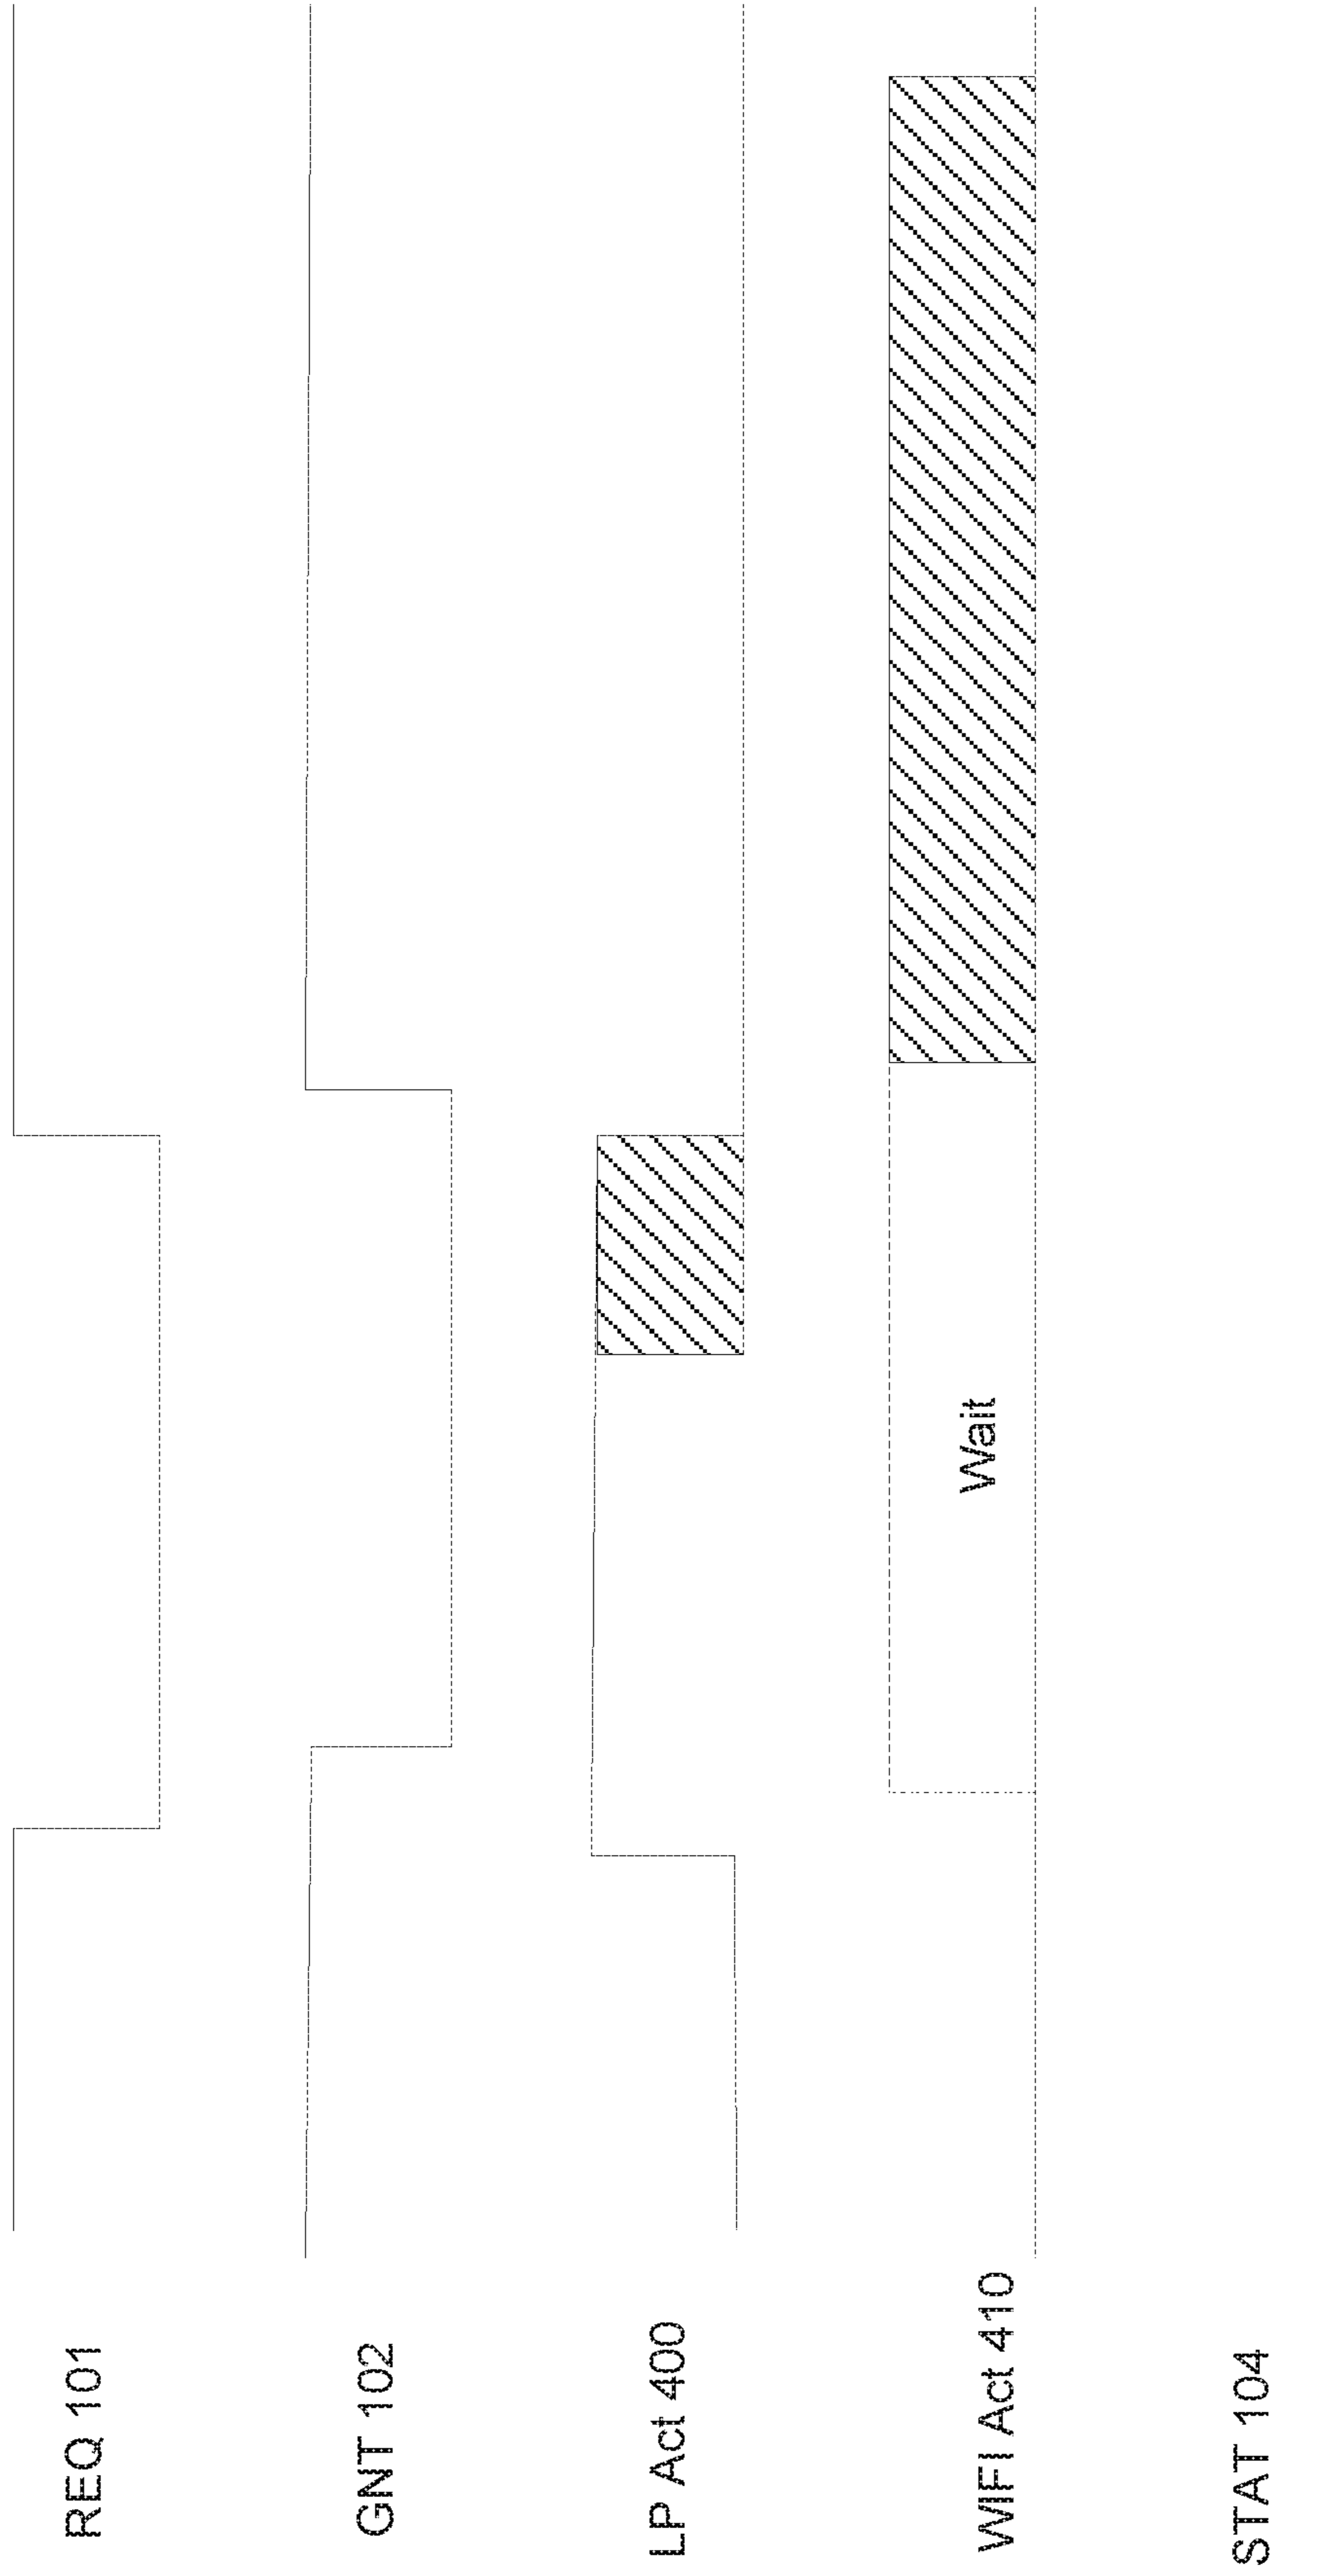 REQ 101
GNT 102
LP Act 400
Wait
WIFI Act 410
STAT 104